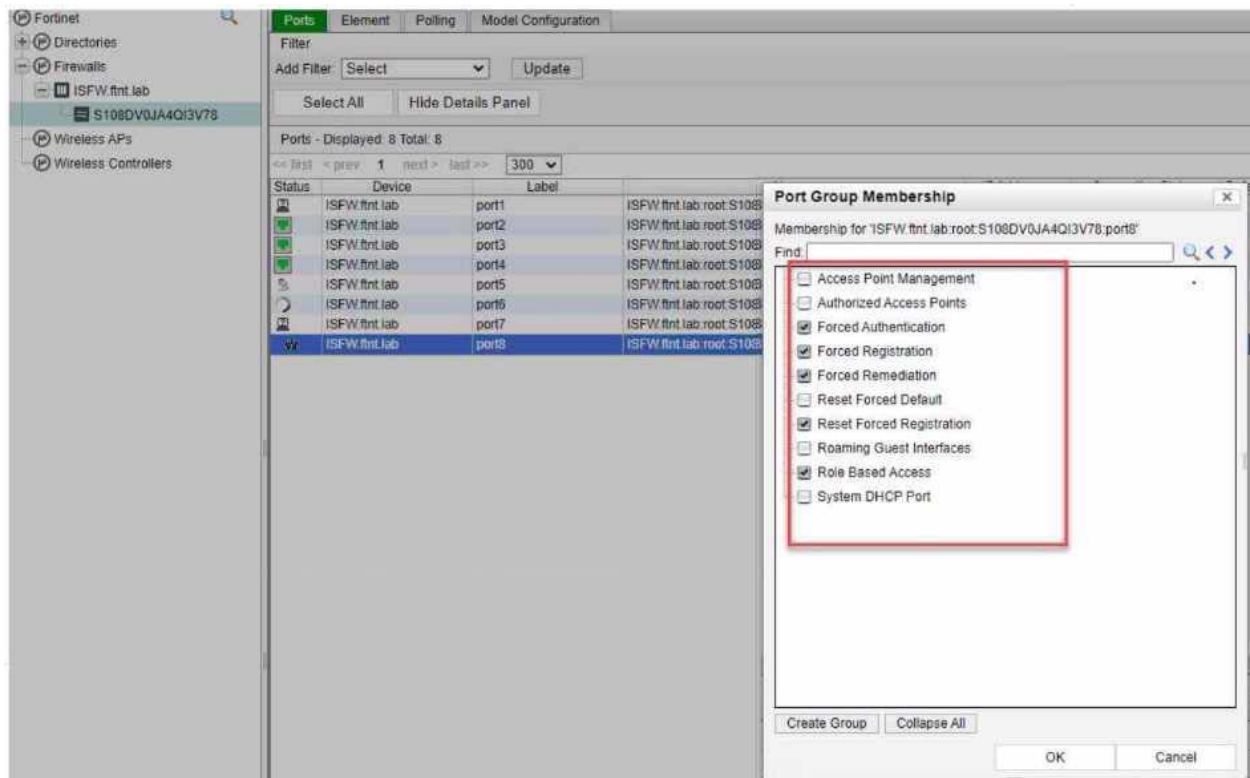 Fortinet
Directories
Firewalls
ISFW.ftnt.lab
S108DV0JA4QI3V78
Wireless APs
Wireless Controllers
Ports Element Polling Model Configuration
Filter
Add Filter: Select Update
Select All Hide Details Panel
Ports - Displayed: 8 Total: 8
<< first < prev 1 next > last >> 300
Status Device Label
ISFW.ftnt.lab port1 ISFW.ftnt.lab:root:S108
ISFW.ftnt.lab port2 ISFW.ftnt.lab:root:S108
ISFW.ftnt.lab port3 ISFW.ftnt.lab:root:S108
ISFW.ftnt.lab port4 ISFW.ftnt.lab:root:S108
ISFW.ftnt.lab port5 ISFW.ftnt.lab:root:S108
ISFW.ftnt.lab port6 ISFW.ftnt.lab:root:S108
ISFW.ftnt.lab port7 ISFW.ftnt.lab:root:S108
ISFW.ftnt.lab port8 ISFW.ftnt.lab:root:S108
Port Group Membership
Membership for 'ISFW.ftnt.lab:root:S108DV0JA4QI3V78:port8'
Find:
Access Point Management
Authorized Access Points
Forced Authentication
Forced Registration
Forced Remediation
Reset Forced Default
Reset Forced Registration
Roaming Guest Interfaces
Role Based Access
System DHCP Port
Create Group Collapse All
OK Cancel